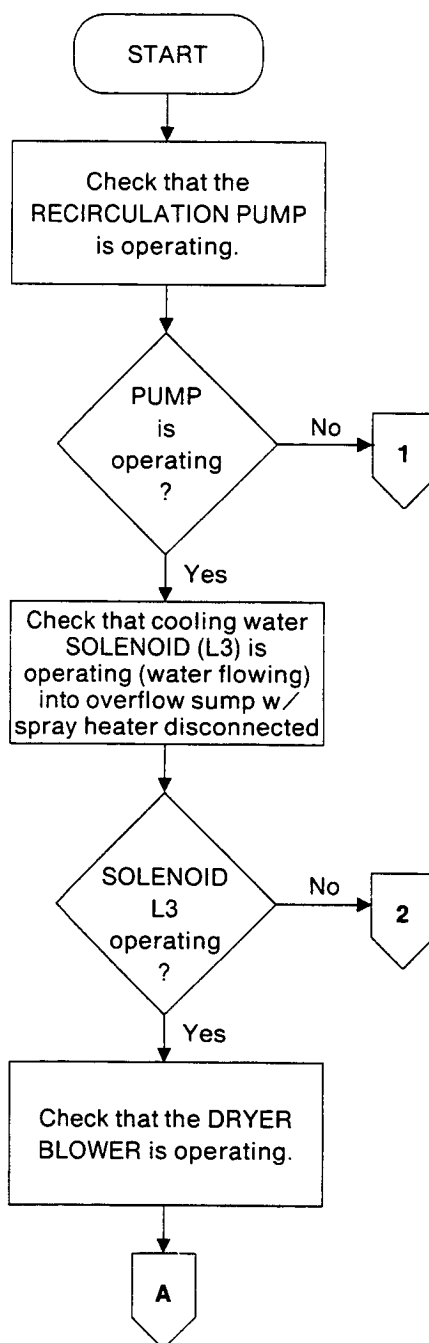 START
Check that the
RECIRCULATION PUMP
is operating.
PUMP
is
operating
?
No
1
Yes
Check that cooling water
SOLENOID (L3) is
operating (water flowing)
into overflow sump w/
spray heater disconnected
SOLENOID
L3
operating
?
No
2
Yes
Check that the DRYER
BLOWER is operating.
A